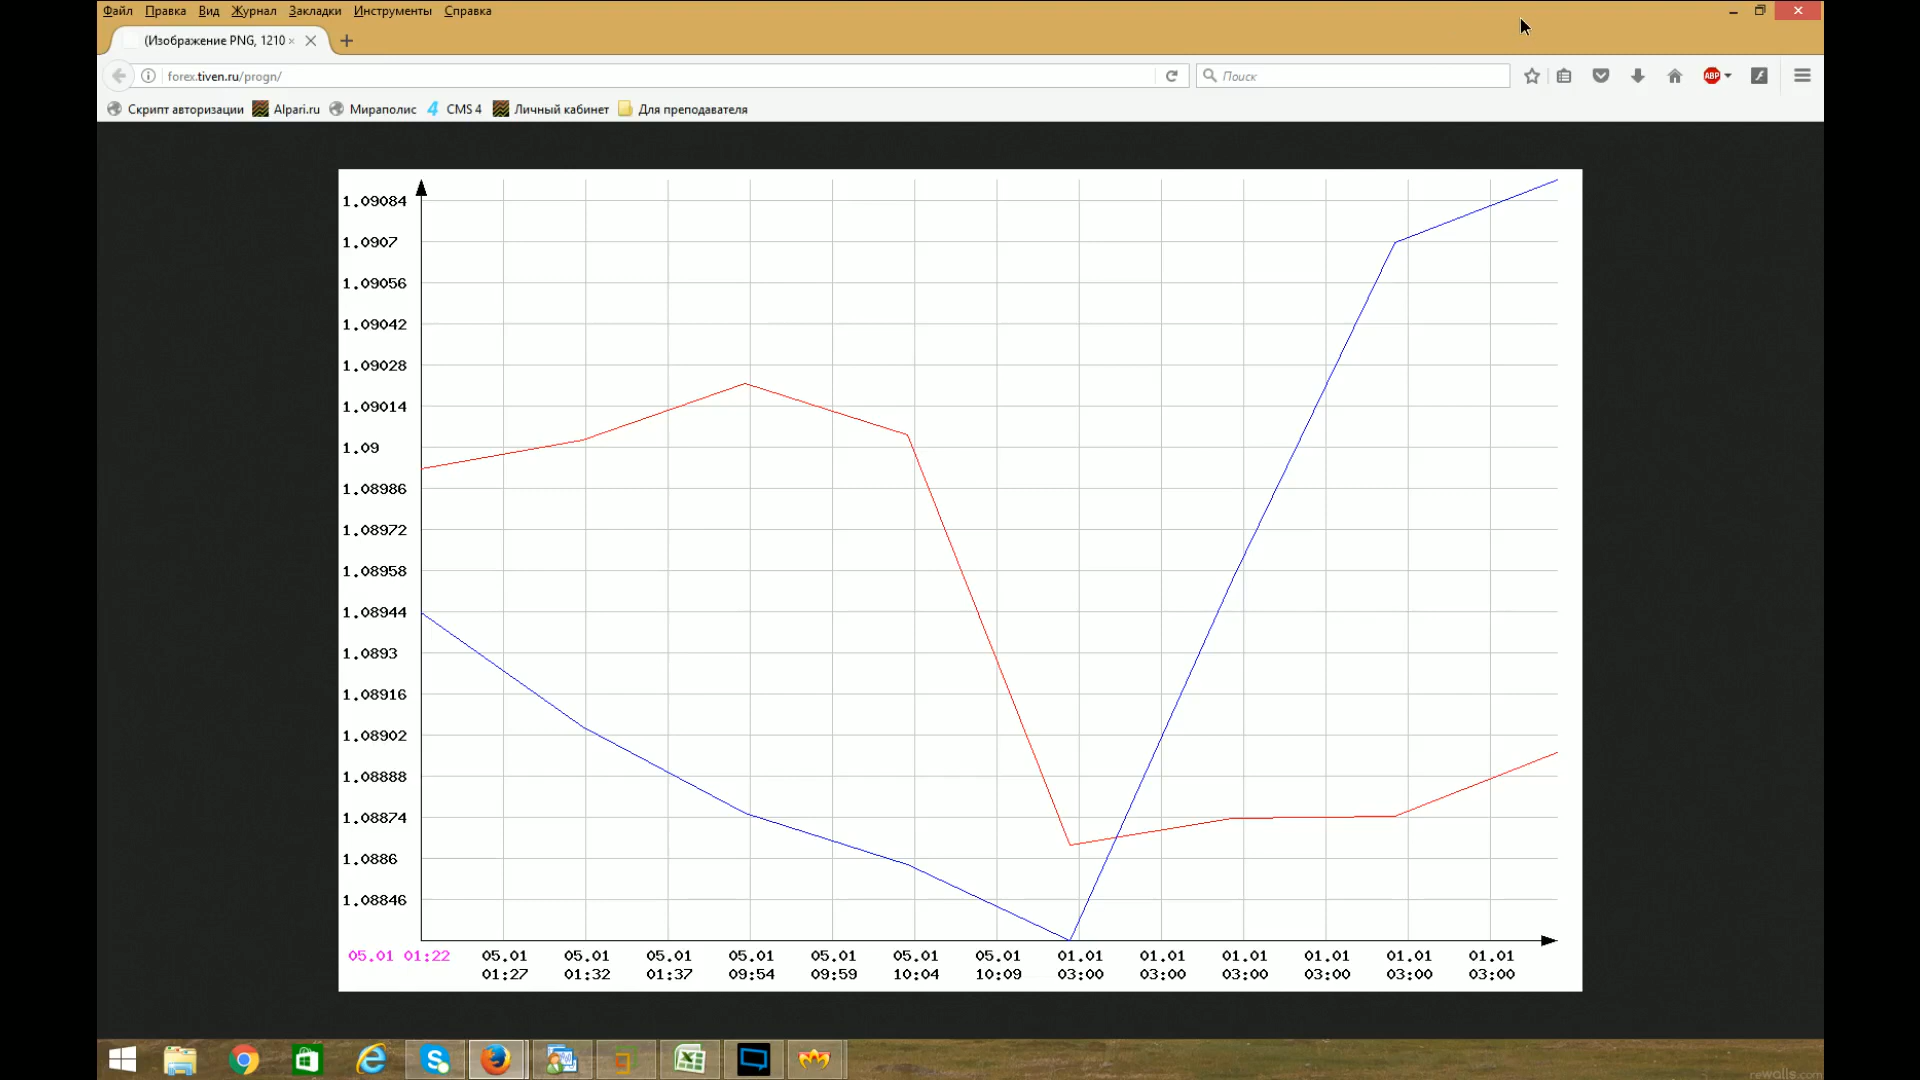 Файл Правка Вид Журнал Закладки Инструменты Справка
(Изображение PNG, 1210 ×
forex.tiven.ru/progn/
Поиск
ABP
Скрипт авторизации Alpari.ru Мираполис 4 CMS 4 Личный кабинет Для преподавателя
1.09084
1.0907
1.09056
1.09042
1.09028
1.09014
1.09
1.08986
1.08972
1.08958
1.08944
1.0893
1.08916
1.08902
1.08888
1.08874
1.0886
1.08846
05.01 01:22 05.01 05.01 05.01 05.01 05.01 05.01 05.01 01.01 01.01 01.01 01.01 01.01 01.01
01:27 01:32 01:37 09:54 09:59 10:04 10:09 03:00 03:00 03:00 03:00 03:00 03:00
rewalls.com